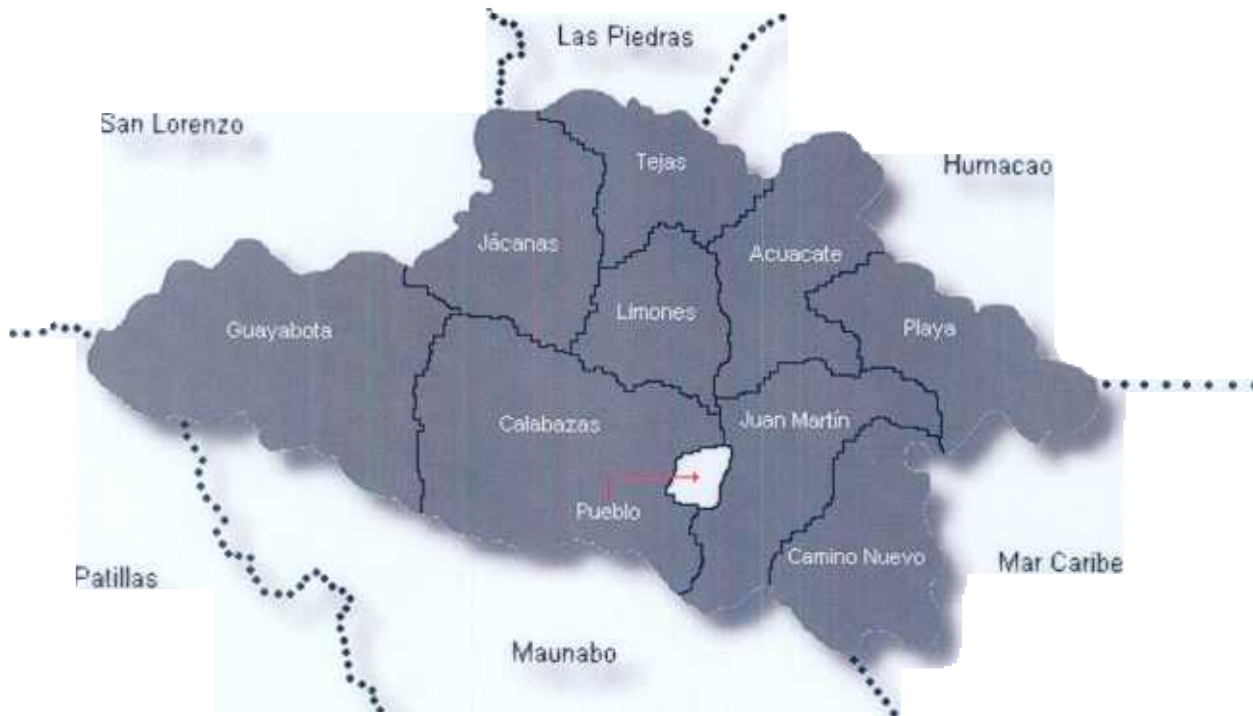 Las Piedras
San Lorenzo
Tejas
Humacao
Jácanas
Acuacate
Guayabota
Limones
Playa
Calabazas
Juan Martín
Pueblo
Camino Nuevo
Mar Caribe
Patillas
Maunabo